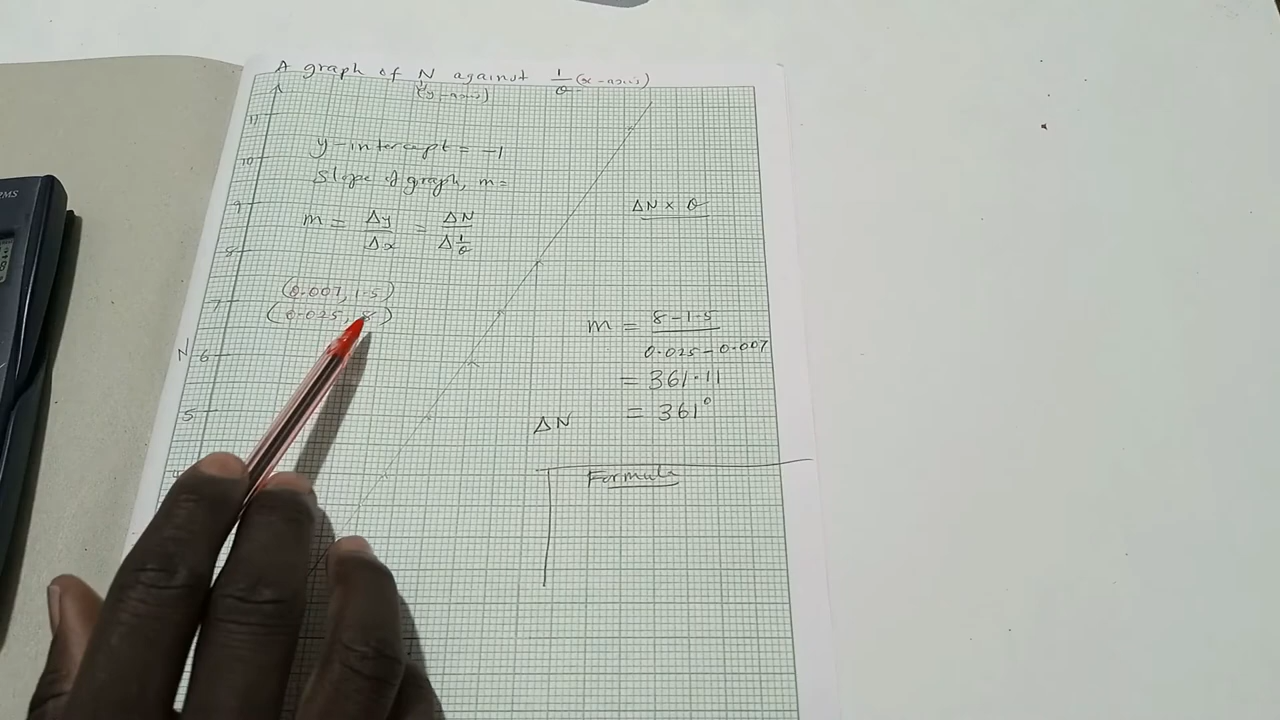 A graph of N against 1/θ (x-axis)
(y-axis)
11
10
9
8
7
N 6
5
y-intercept = -1
Slope of graph, m=
m = Δy/Δx = ΔN/Δ1/θ
(0.007, 1.5)
(0.025, 8)
ΔN × θ
m = 8 - 1.5 / 0.025 - 0.007
= 361.11
= 361°
ΔN
Formula